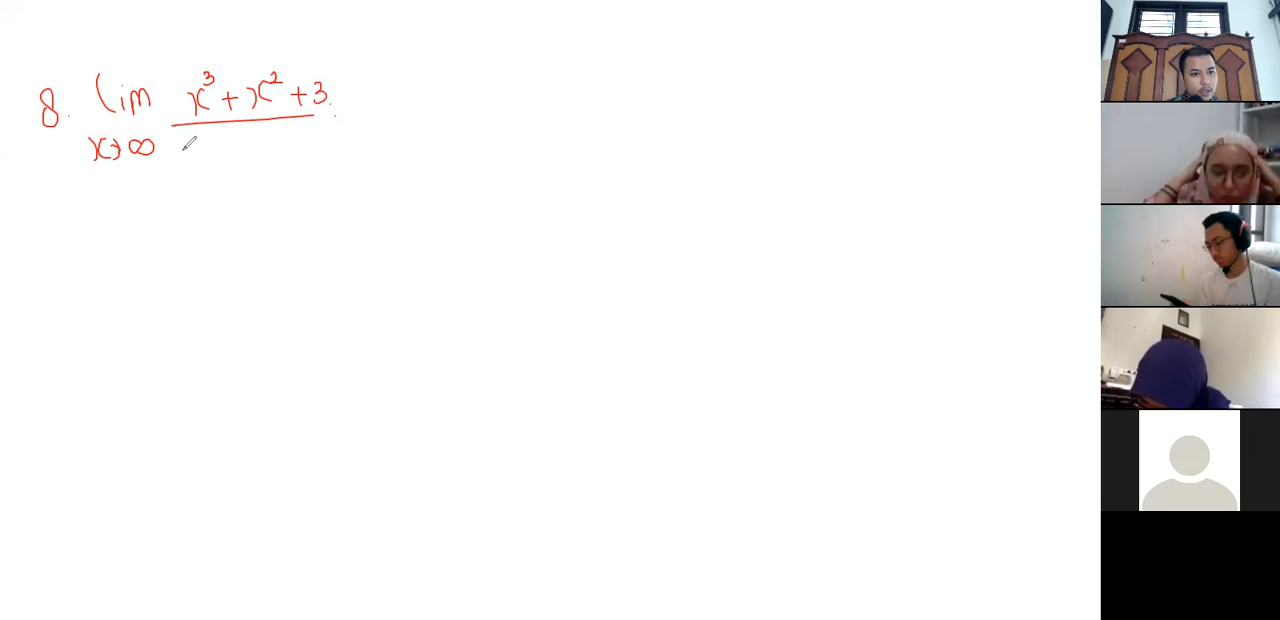 8. lim x³ + x² + 3
x→∞